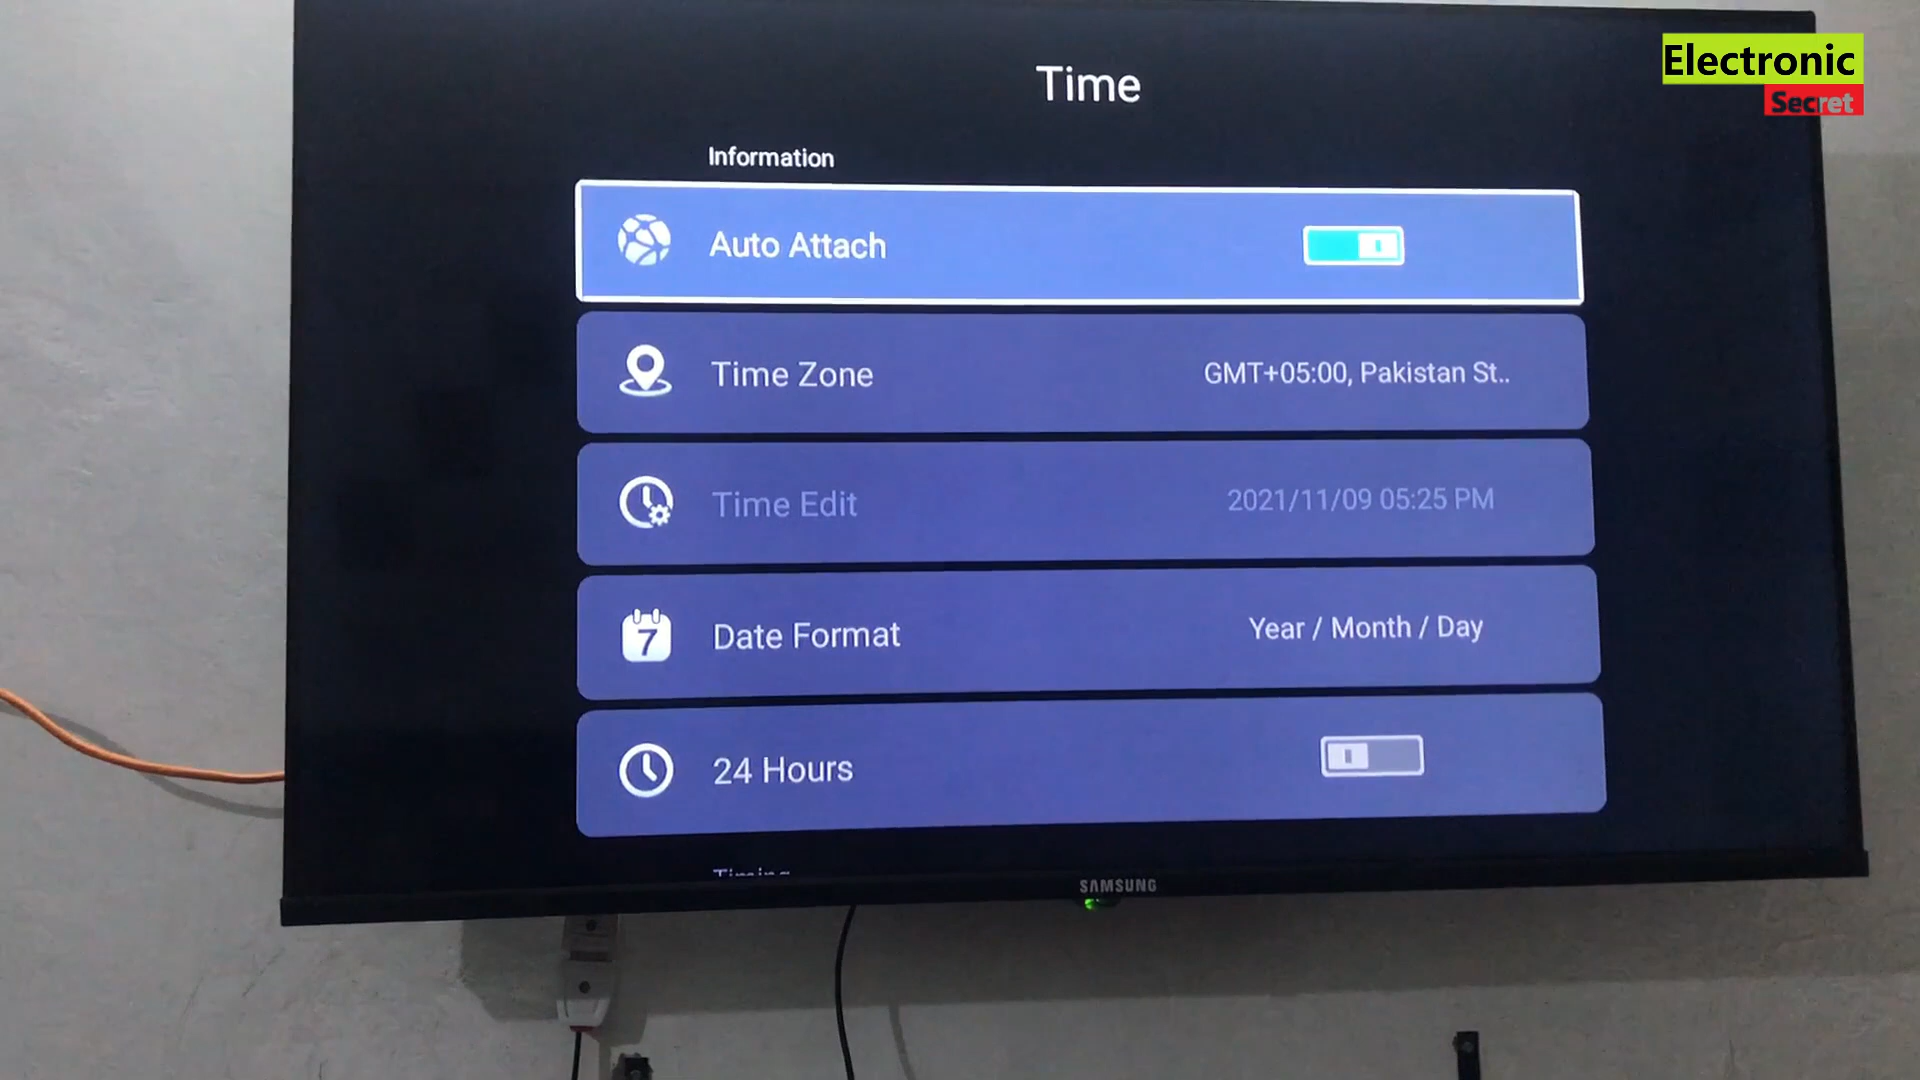 Electronic
Secret
Time
Information
Auto Attach
Time Zone
GMT+05:00, Pakistan St..
Time Edit
2021/11/09 05:25 PM
7
Date Format
Year / Month / Day
24 Hours
Timing
SAMSUNG